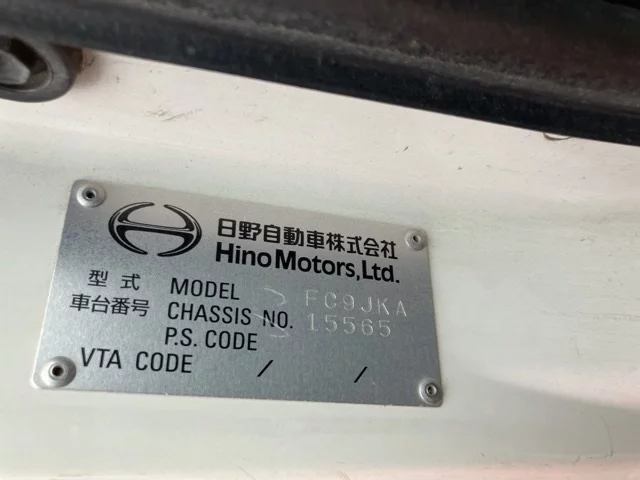 日野自動車株式会社
Hino Motors, Ltd.
型式 MODEL FC9JKA
車台番号 CHASSIS NO. 15565
P.S. CODE
VTA CODE / /